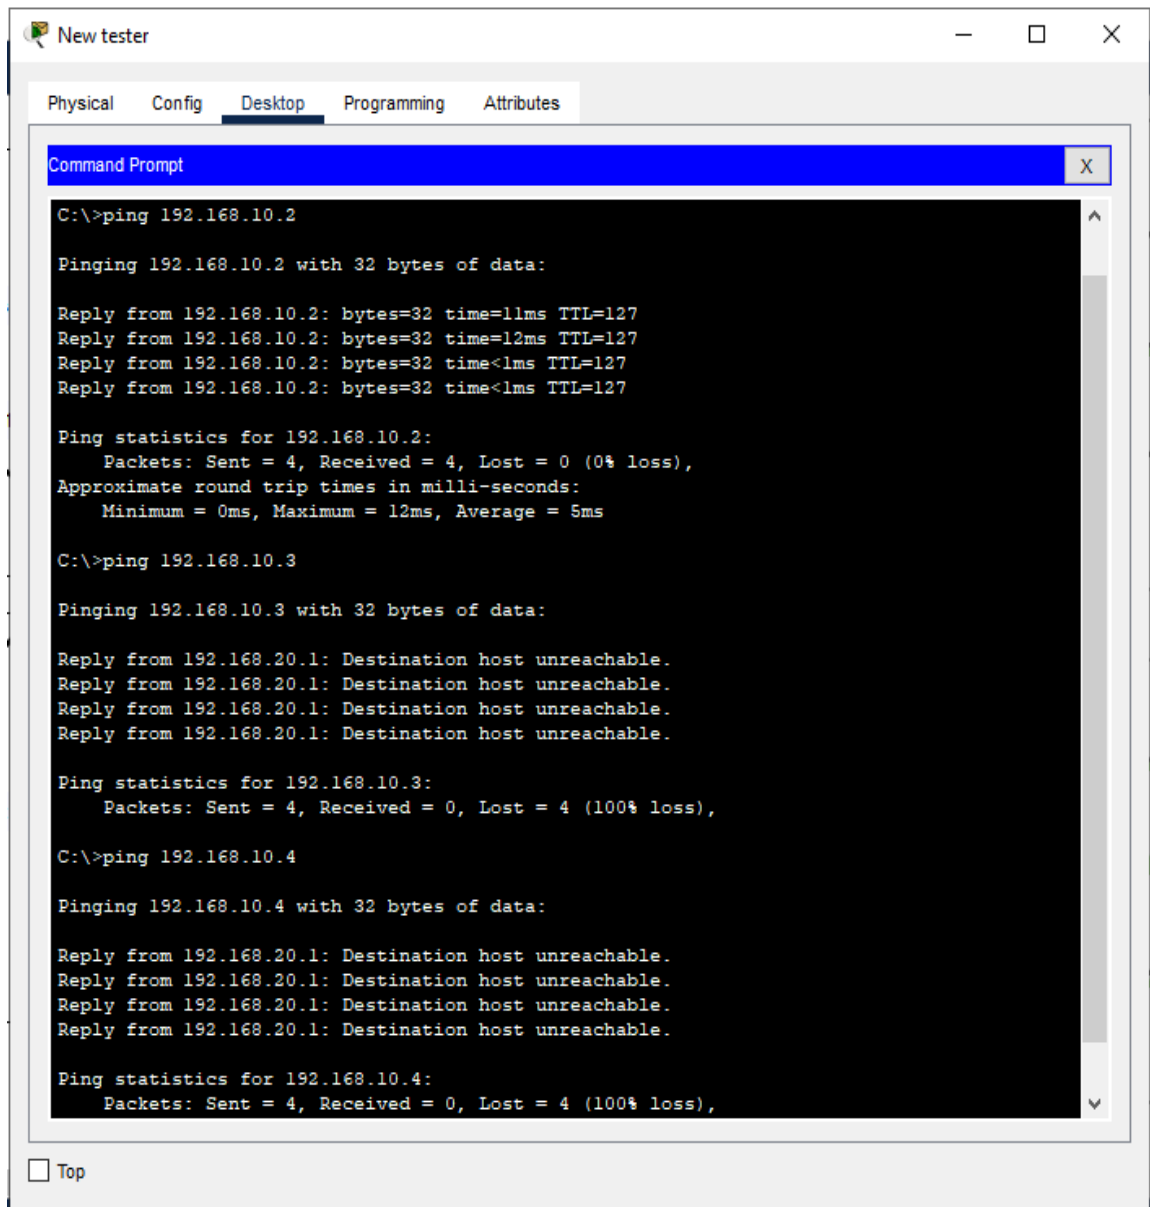 New tester
Physical Config Desktop Programming Attributes
Command Prompt X
C:\>ping 192.168.10.2
Pinging 192.168.10.2 with 32 bytes of data:
Reply from 192.168.10.2: bytes=32 time=11ms TTL=127
Reply from 192.168.10.2: bytes=32 time=12ms TTL=127
Reply from 192.168.10.2: bytes=32 time<1ms TTL=127
Reply from 192.168.10.2: bytes=32 time<1ms TTL=127
Ping statistics for 192.168.10.2:
Packets: Sent = 4, Received = 4, Lost = 0 (0% loss),
Approximate round trip times in milli-seconds:
Minimum = 0ms, Maximum = 12ms, Average = 5ms
C:\>ping 192.168.10.3
Pinging 192.168.10.3 with 32 bytes of data:
Reply from 192.168.20.1: Destination host unreachable.
Reply from 192.168.20.1: Destination host unreachable.
Reply from 192.168.20.1: Destination host unreachable.
Reply from 192.168.20.1: Destination host unreachable.
Ping statistics for 192.168.10.3:
Packets: Sent = 4, Received = 0, Lost = 4 (100% loss),
C:\>ping 192.168.10.4
Pinging 192.168.10.4 with 32 bytes of data:
Reply from 192.168.20.1: Destination host unreachable.
Reply from 192.168.20.1: Destination host unreachable.
Reply from 192.168.20.1: Destination host unreachable.
Reply from 192.168.20.1: Destination host unreachable.
Ping statistics for 192.168.10.4:
Packets: Sent = 4, Received = 0, Lost = 4 (100% loss),
Top